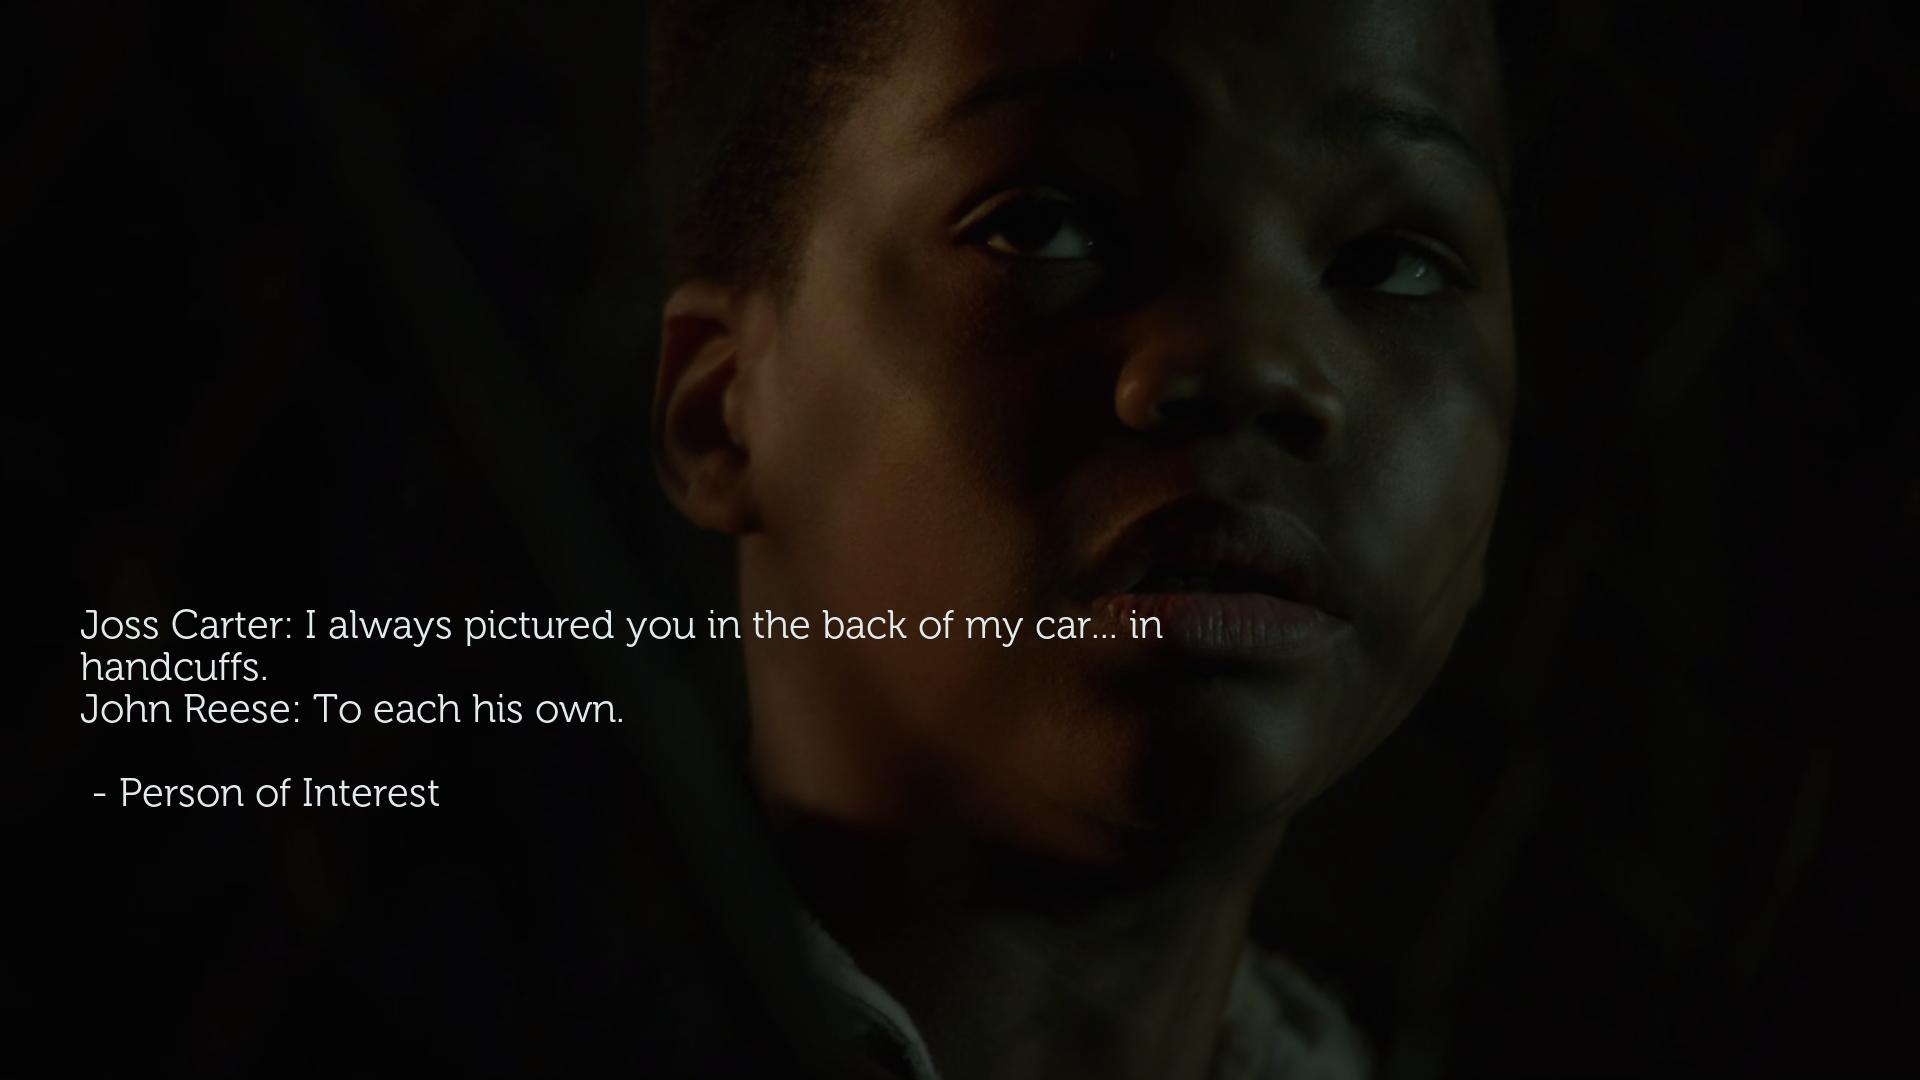 Joss Carter: I always pictured you in the back of my car... in
handcuffs.
John Reese: To each his own.
- Person of Interest